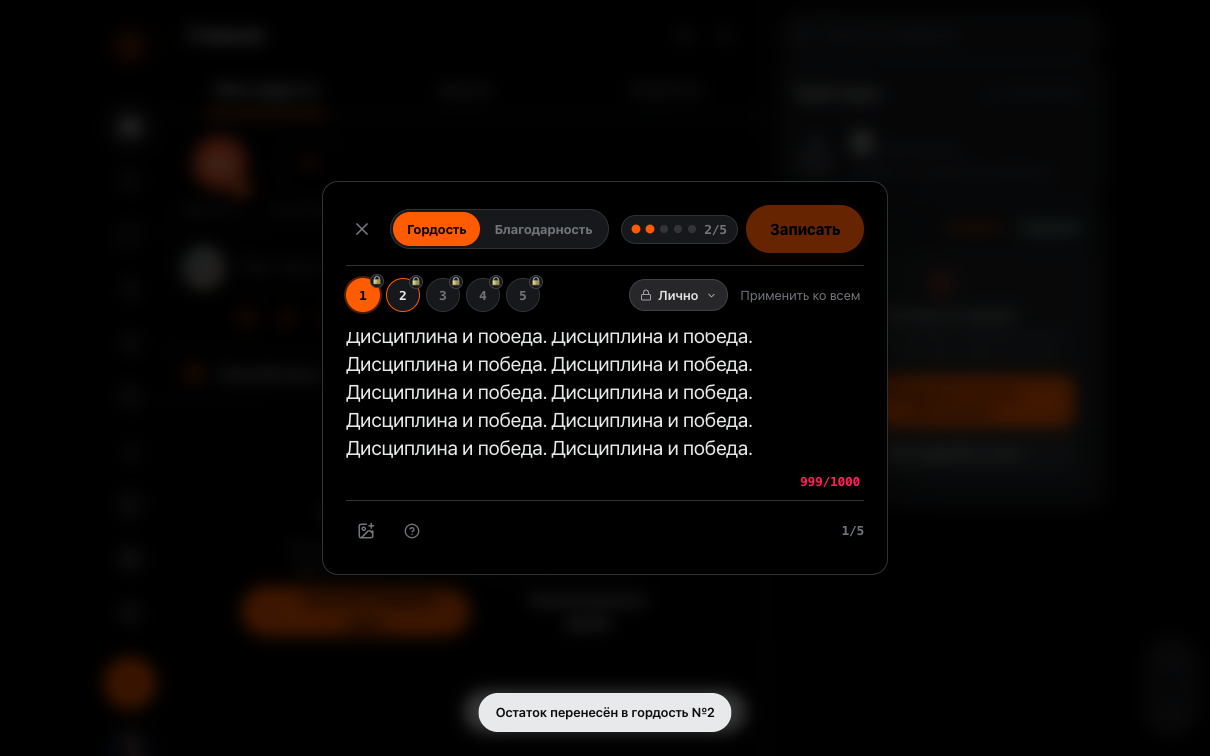 Гордость
Благодарность
2/5
Записать
1
2
3
4
5
Лично
Применить ко всем
Дисциплина и победа. Дисциплина и победа.
Дисциплина и победа. Дисциплина и победа.
Дисциплина и победа. Дисциплина и победа.
Дисциплина и победа. Дисциплина и победа.
Дисциплина и победа. Дисциплина и победа.
999/1000
1/5
Остаток перенесён в гордость №2